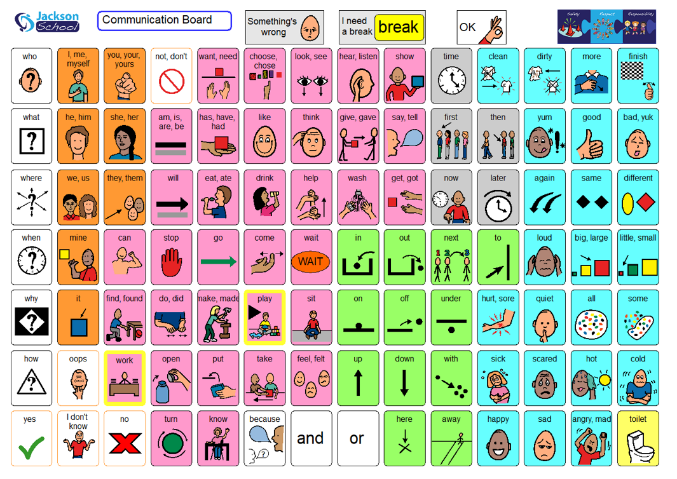 Jackson School
Communication Board
Something's wrong
I need a break
break
OK
Safety Respect Responsibility
who
I, me, myself
you, your, yours
not, don't
want, need
choose, chose
look, see
hear, listen
show
time
clean
dirty
more
finish
what
he, him
she, her
am, is, are, be
has, have, had
like
think
give, gave
say, tell
first
then
yum
good
bad, yuk
where
we, us
they, them
will
eat, ate
drink
help
wash
get, got
now
later
again
same
different
when
mine
can
stop
go
come
wait
WAIT
in
out
next
to
loud
big, large
little, small
why
it
find, found
do, did
make, made
play
sit
on
off
under
hurt, sore
quiet
all
some
how
oops
work
open
put
take
feel, felt
up
down
with
sick
scared
hot
cold
yes
I don't know
no
turn
know
because
and
or
here
away
happy
sad
angry, mad
toilet